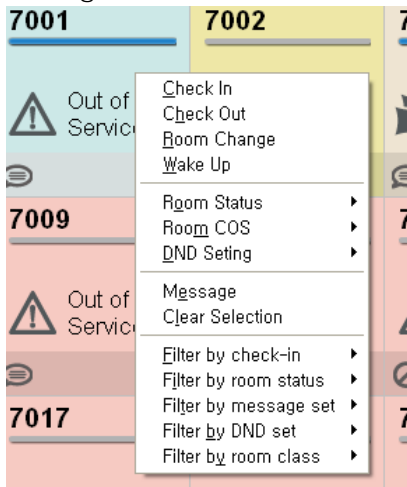 7001
7002
Out of
Servic
Check In
Check Out
Room Change
Wake Up
7009
Room Status
Room COS
DND Seting
Out of
Servic
Message
Clear Selection
Filter by check-in
Filter by room status
Filter by message set
7017
Filter by DND set
Filter by room class